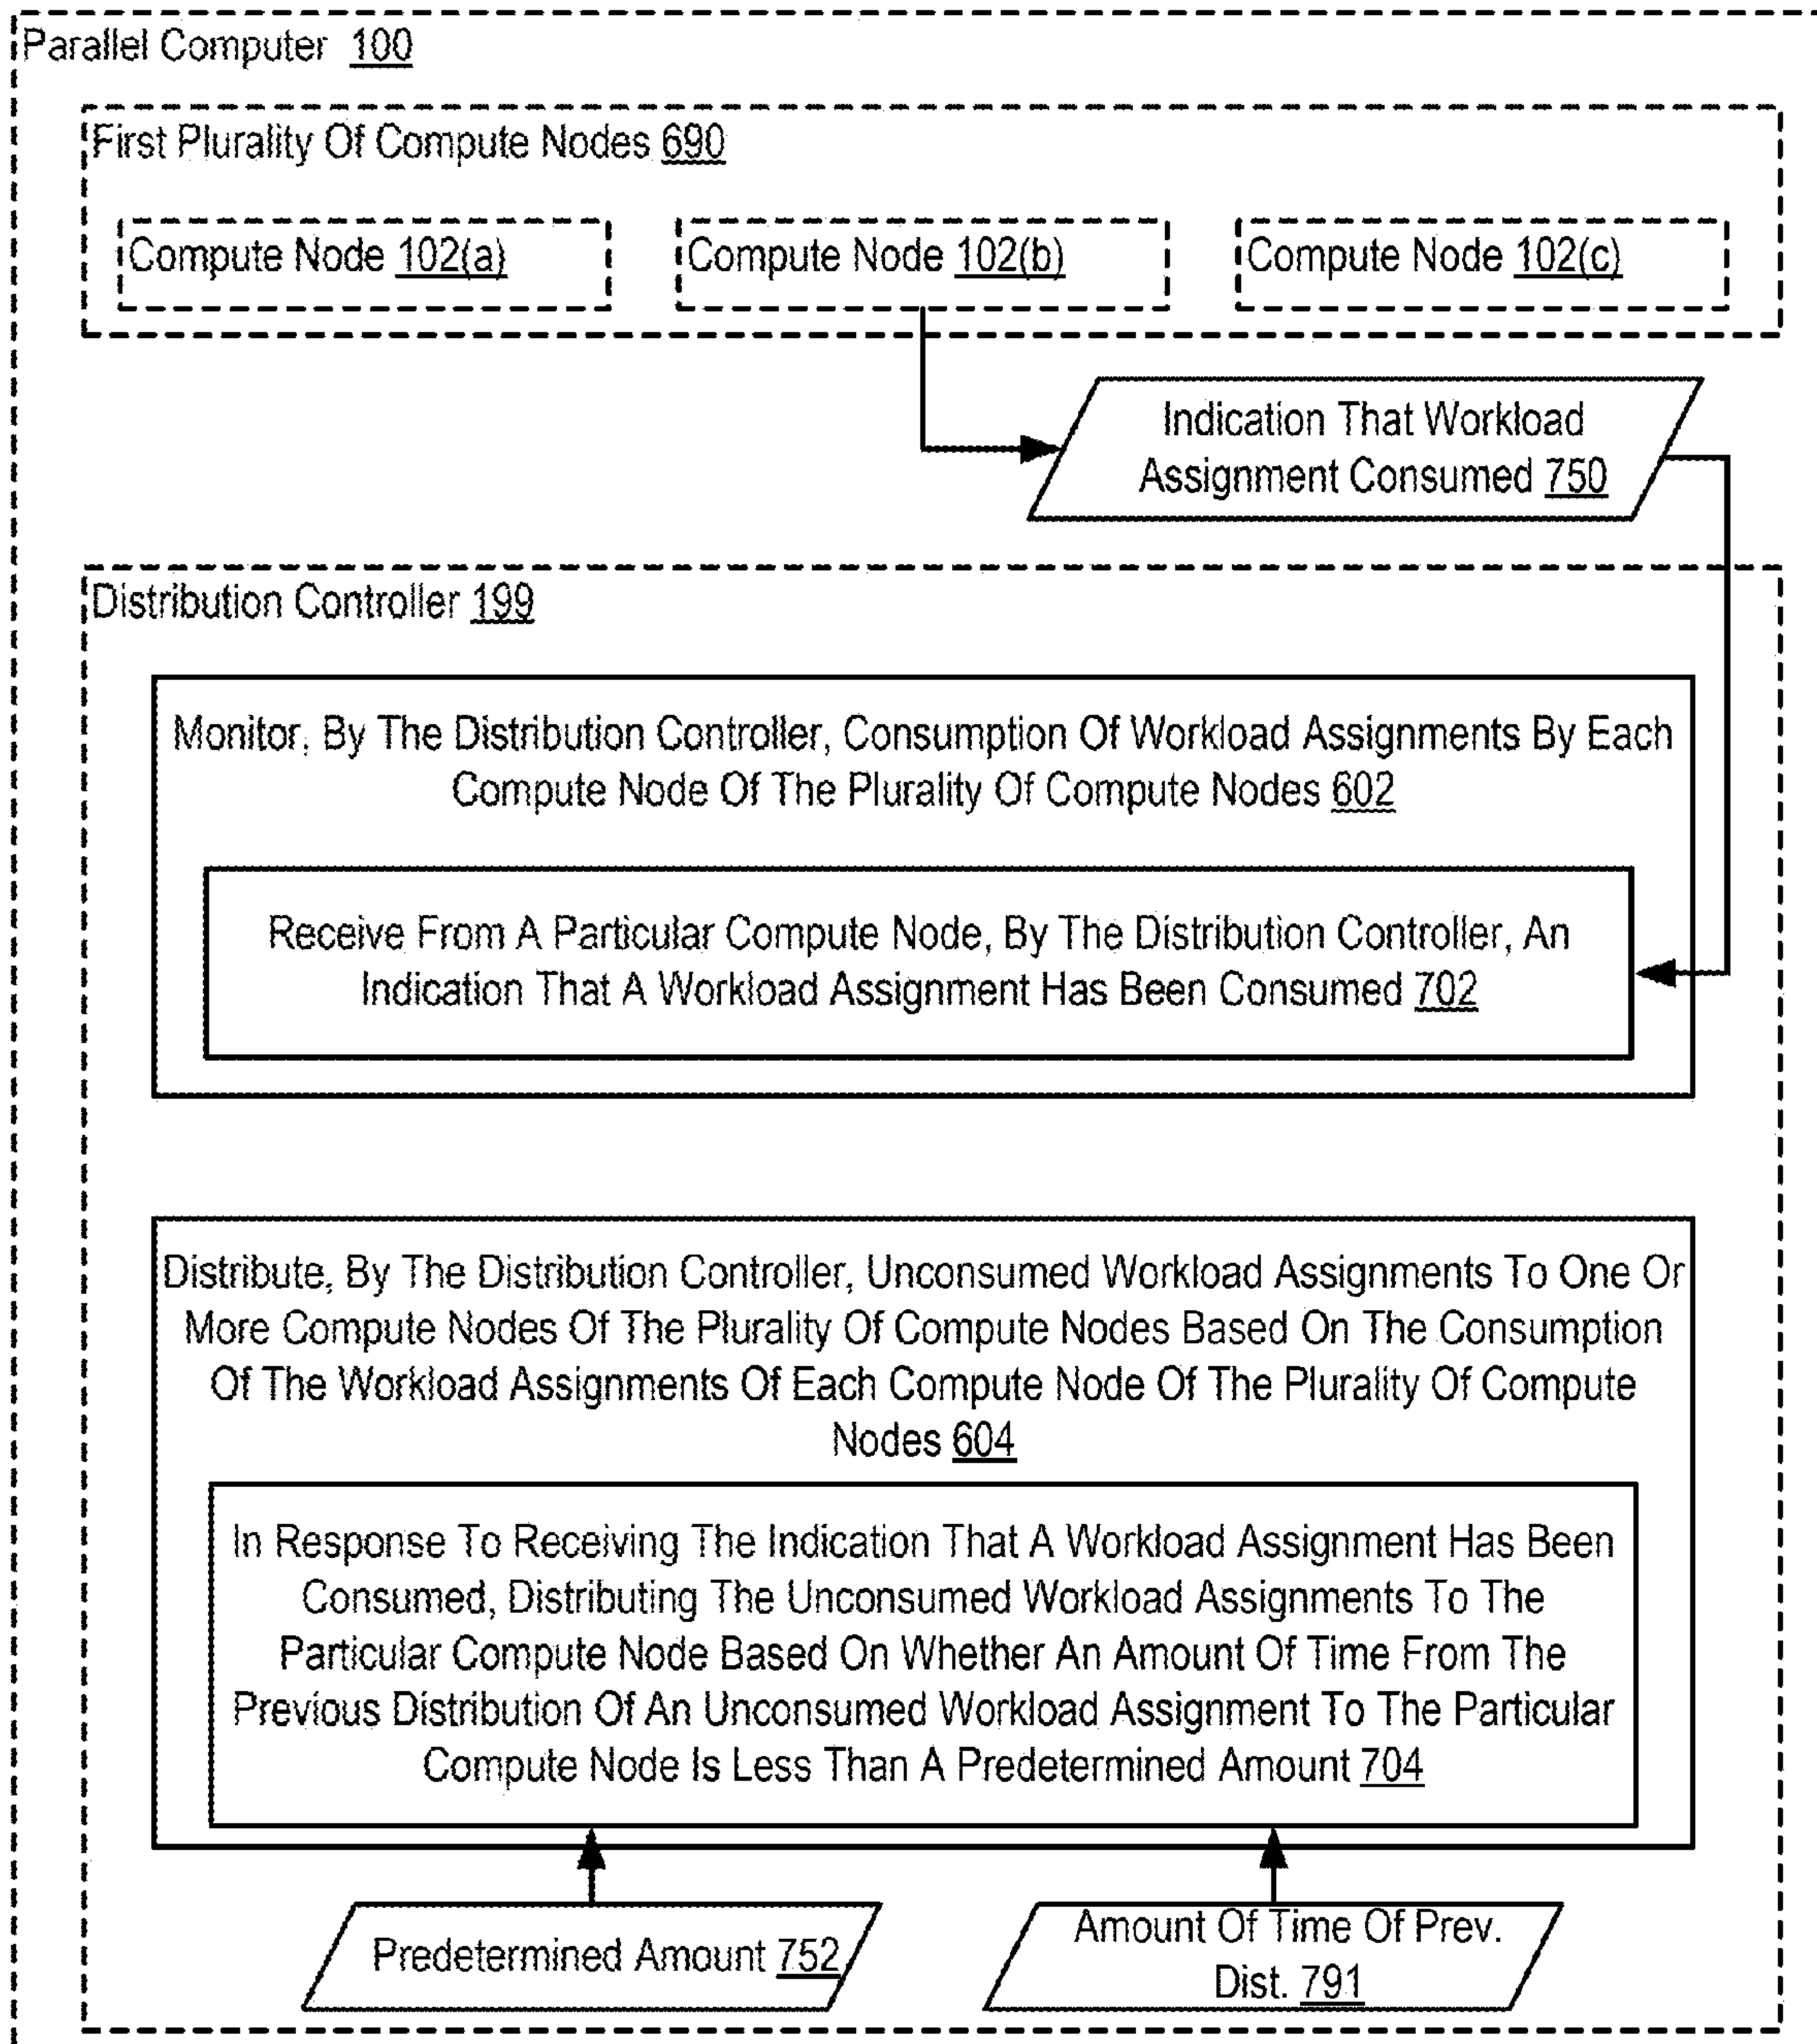 Parallel Computer 100
First Plurality Of Compute Nodes 690
Compute Node 102(a)
Compute Node 102(b)
Compute Node 102(c)
Indication That Workload
Assignment Consumed 750
Distribution Controller 199
Monitor, By The Distribution Controller, Consumption Of Workload Assignments By Each
Compute Node Of The Plurality Of Compute Nodes 602
Receive From A Particular Compute Node, By The Distribution Controller, An
Indication That A Workload Assignment Has Been Consumed 702
Distribute, By The Distribution Controller, Unconsumed Workload Assignments To One Or
More Compute Nodes Of The Plurality Of Compute Nodes Based On The Consumption
Of The Workload Assignments Of Each Compute Node Of The Plurality Of Compute
Nodes 604
In Response To Receiving The Indication That A Workload Assignment Has Been
Consumed, Distributing The Unconsumed Workload Assignments To The
Particular Compute Node Based On Whether An Amount Of Time From The
Previous Distribution Of An Unconsumed Workload Assignment To The Particular
Compute Node Is Less Than A Predetermined Amount 704
Predetermined Amount 752
Amount Of Time Of Prev.
Dist. 791